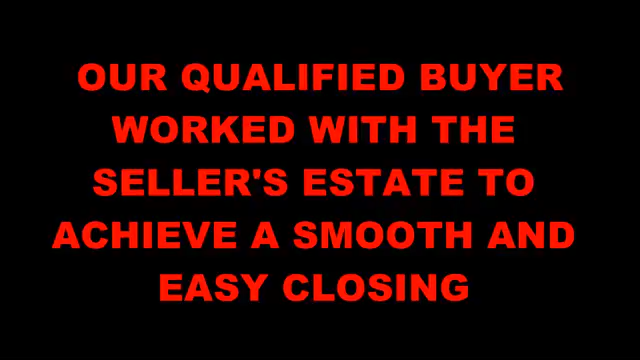 OUR QUALIFIED BUYER
WORKED WITH THE
SELLER'S ESTATE TO
ACHIEVE A SMOOTH AND
EASY CLOSING